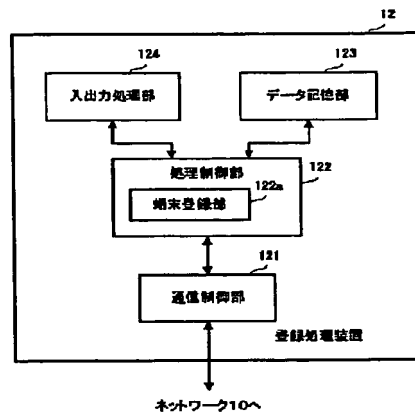 12
124
123
入出力処理部
データ記憶部
処理制御部
122
122a
端末登録部
121
通信制御部
登録処理装置
ネットワーク10へ